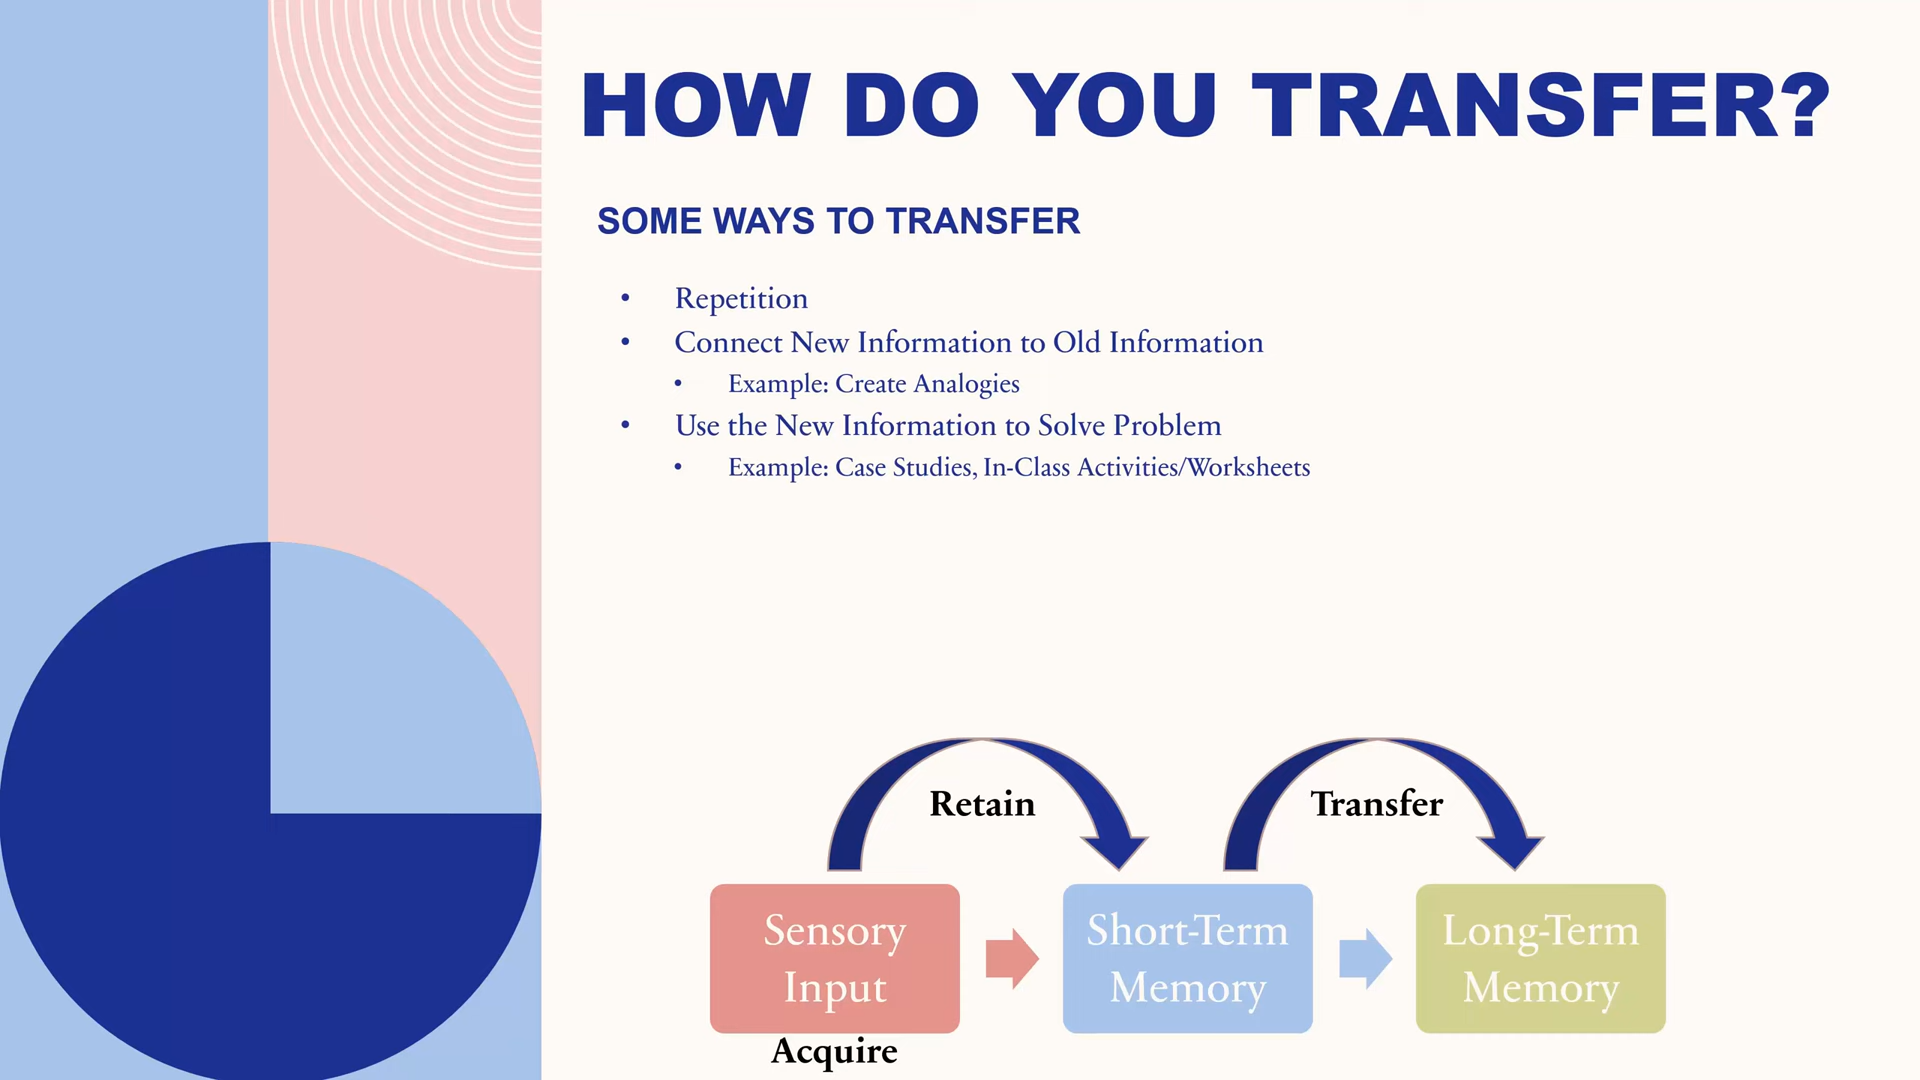 HOW DO YOU TRANSFER?
SOME WAYS TO TRANSFER
• Repetition
• Connect New Information to Old Information
• Example: Create Analogies
• Use the New Information to Solve Problem
• Example: Case Studies, In-Class Activities/Worksheets
Retain
Transfer
Sensory
Input
Short-Term
Memory
Long-Term
Memory
Acquire